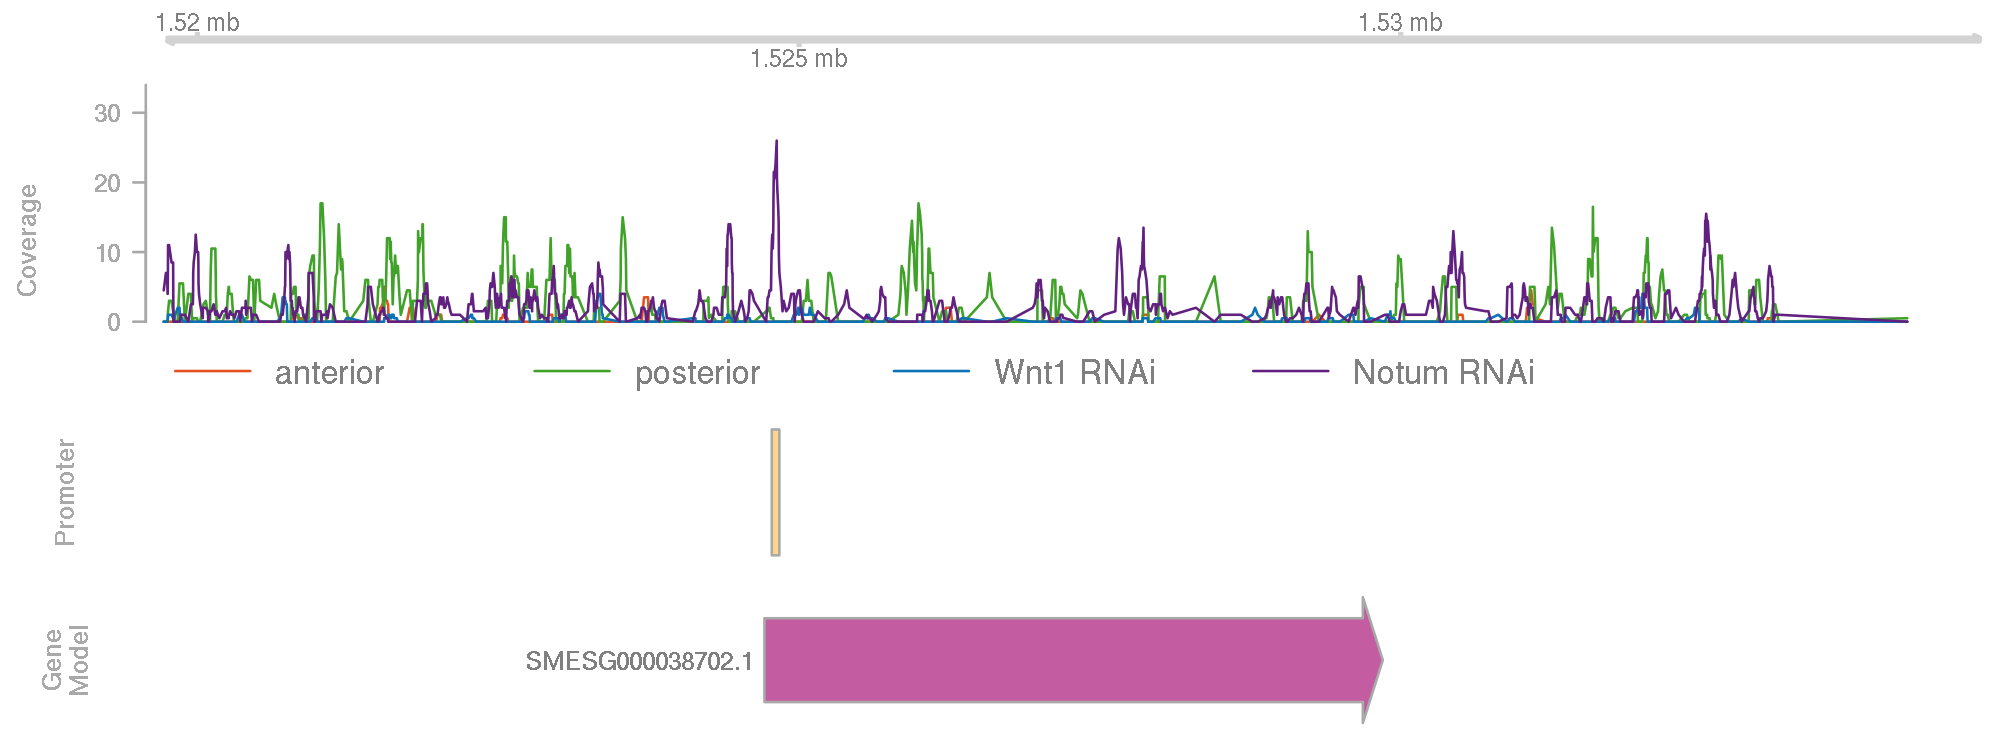 1.52 mb
1.53 mb
1.525 mb
Coverage
30
20
10
0
anterior posterior Wnt1 RNAi Notum RNAi
Promoter
Gene
Model
SMESG000038702.1